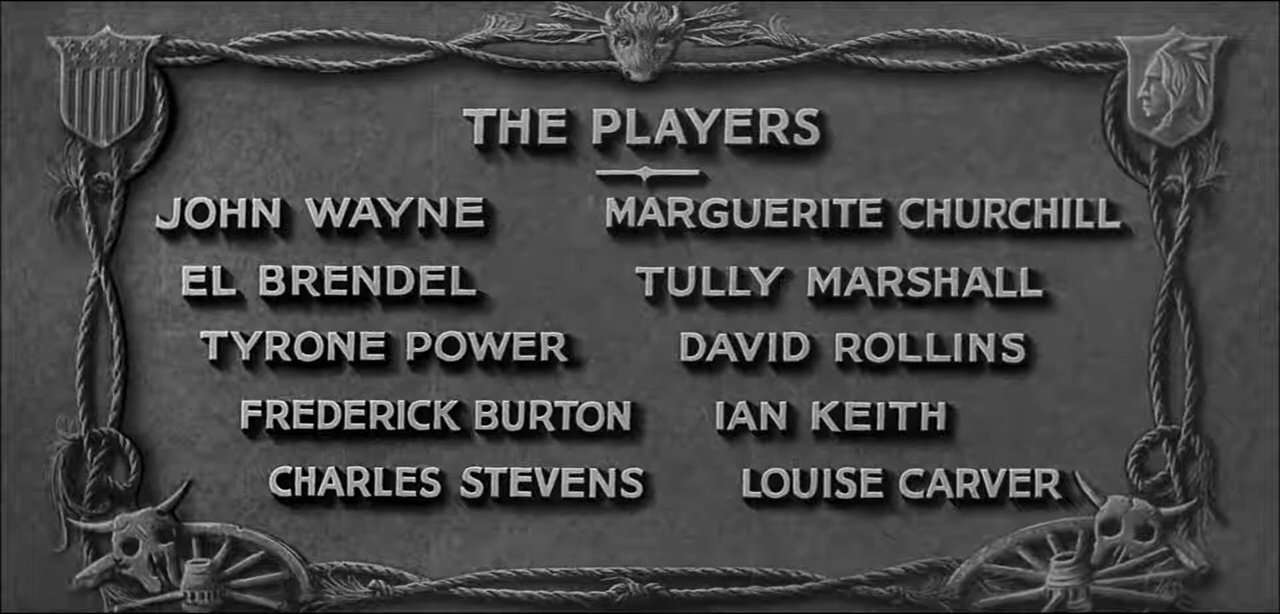 THE PLAYERS
JOHN WAYNE MARGUERITE CHURCHILL
EL BRENDEL TULLY MARSHALL
TYRONE POWER DAVID ROLLINS
FREDERICK BURTON IAN KEITH
CHARLES STEVENS LOUISE CARVER